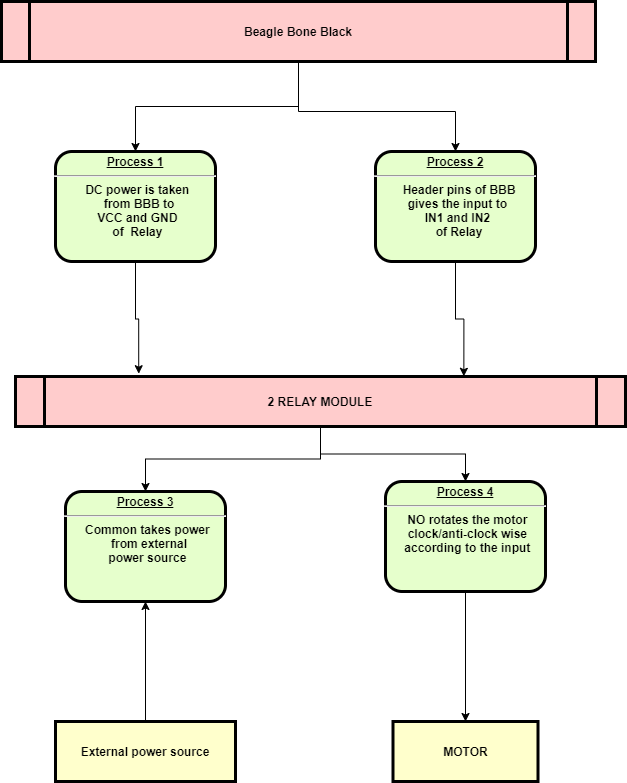 Beagle Bone Black
Process 1
DC power is taken
from BBB to
VCC and GND
of Relay
Process 2
Header pins of BBB
gives the input to
IN1 and IN2
of Relay
2 RELAY MODULE
Process 3
Common takes power
from external
power source
Process 4
NO rotates the motor
clock/anti-clock wise
according to the input
External power source
MOTOR